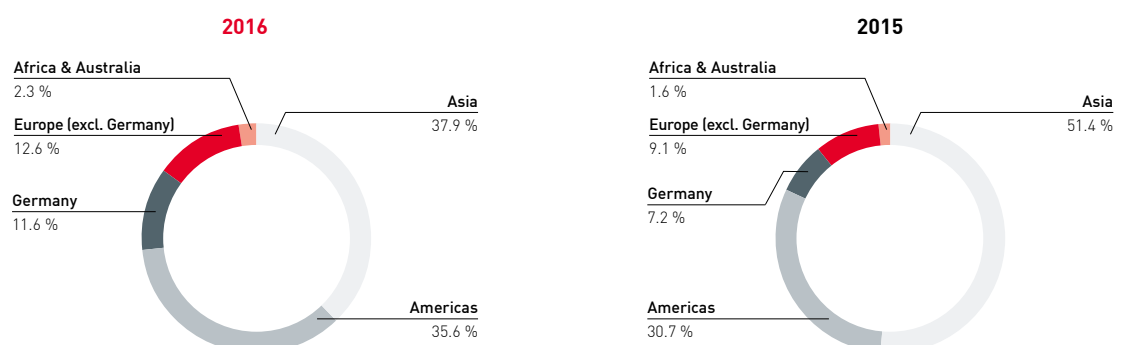 2016
Africa & Australia
2.3 %
Asia
37.9 %
Europe (excl. Germany)
12.6 %
Germany
11.6 %
Americas
35.6 %
2015
Africa & Australia
1.6 %
Asia
51.4 %
Europe (excl. Germany)
9.1 %
Germany
7.2 %
Americas
30.7 %